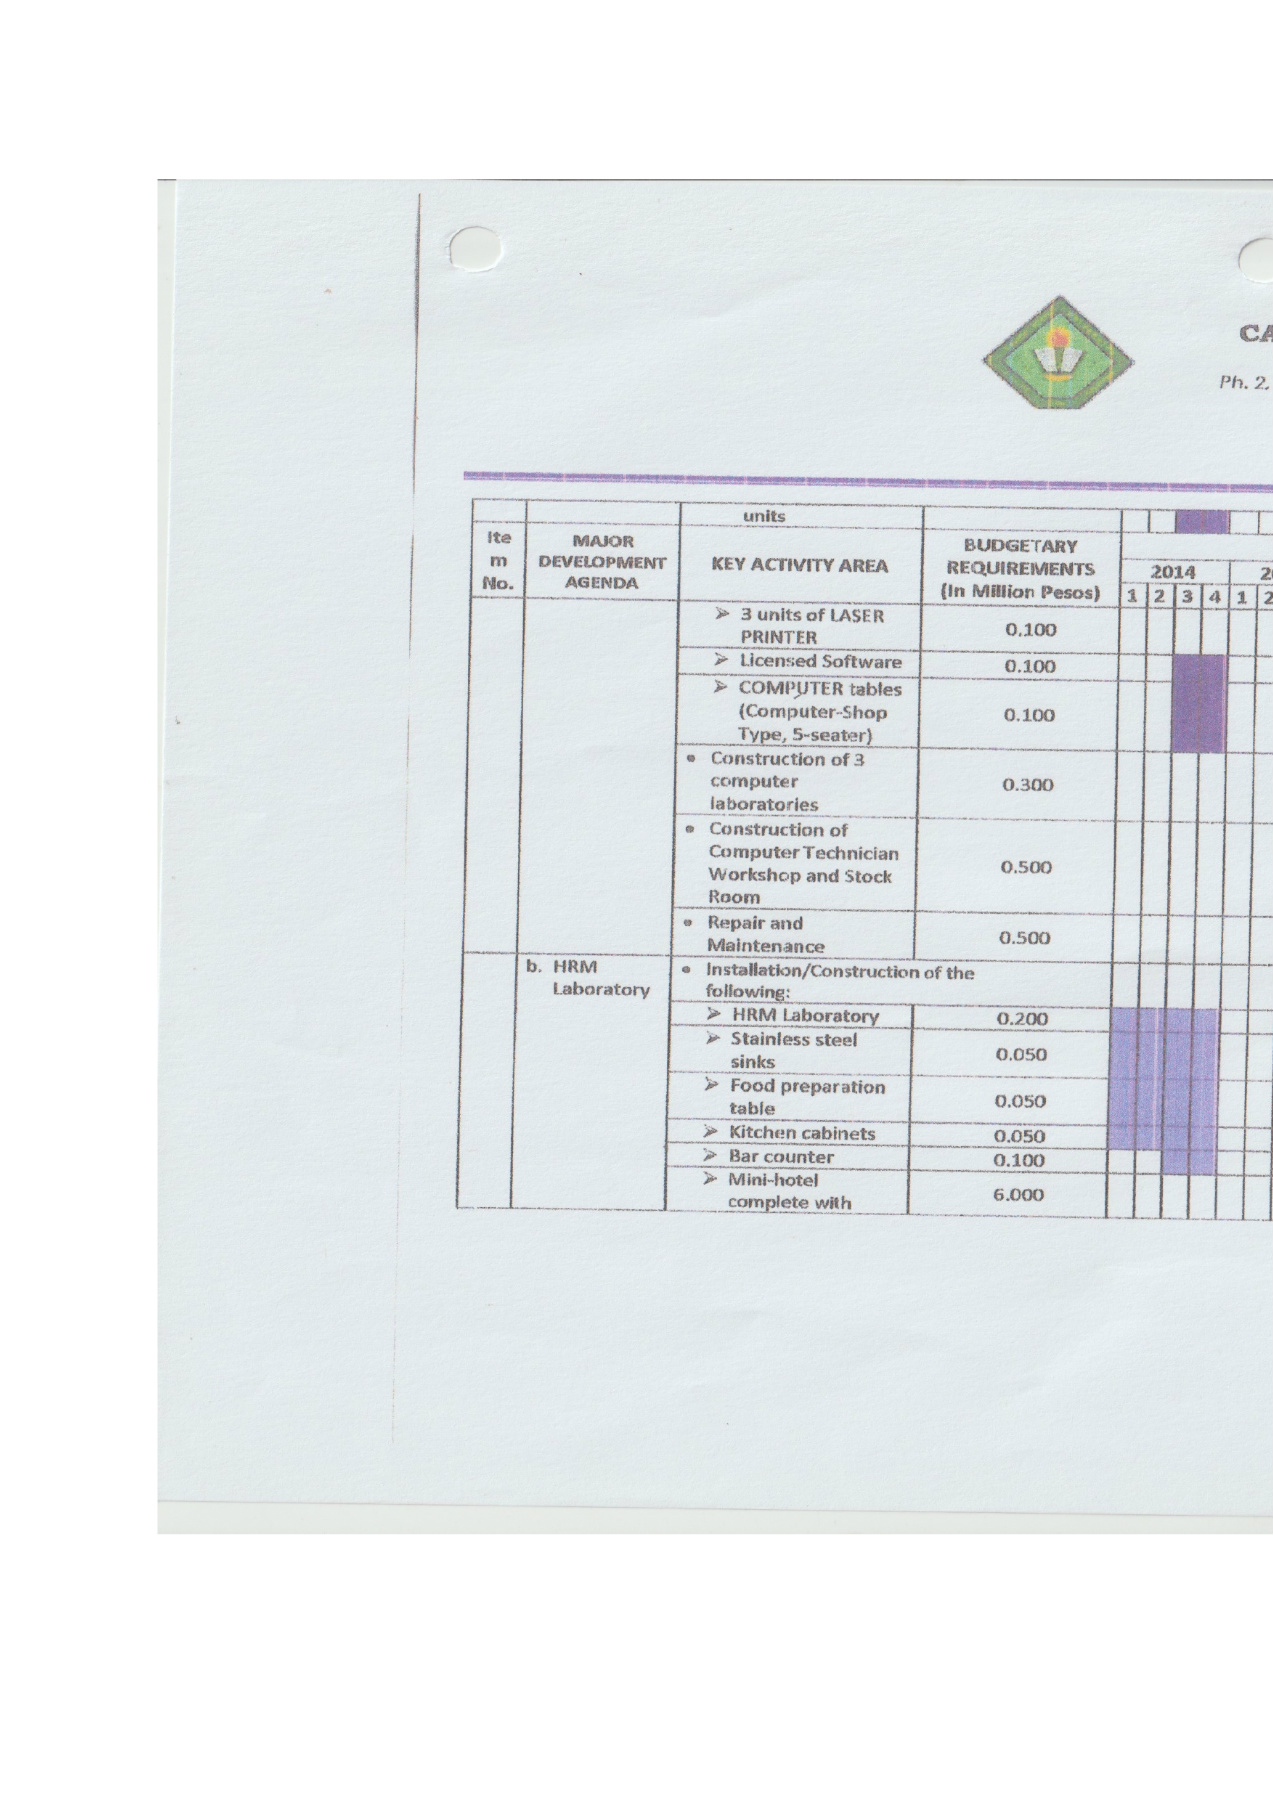 CA
Ph. 2,
units
Ite
m
No.
MAJOR
DEVELOPMENT
AGENDA
KEY ACTIVITY AREA
BUDGETARY
REQUIREMENTS
(In Million Pesos)
2014
2
1 2 3 4 1 2
➢ 3 units of LASER
PRINTER
0.100
➢ Licensed Software
0.100
➢ COMPUTER tables
(Computer-Shop
Type, 5-seater)
0.100
• Construction of 3
computer
laboratories
0.300
• Construction of
Computer Technician
Workshop and Stock
Room
0.500
• Repair and
Maintenance
0.500
b. HRM
Laboratory
• Installation/Construction of the
following:
➢ HRM Laboratory
0.200
➢ Stainless steel
sinks
0.050
➢ Food preparation
table
0.050
➢ Kitchen cabinets
0.050
➢ Bar counter
0.100
➢ Mini-hotel
complete with
6.000